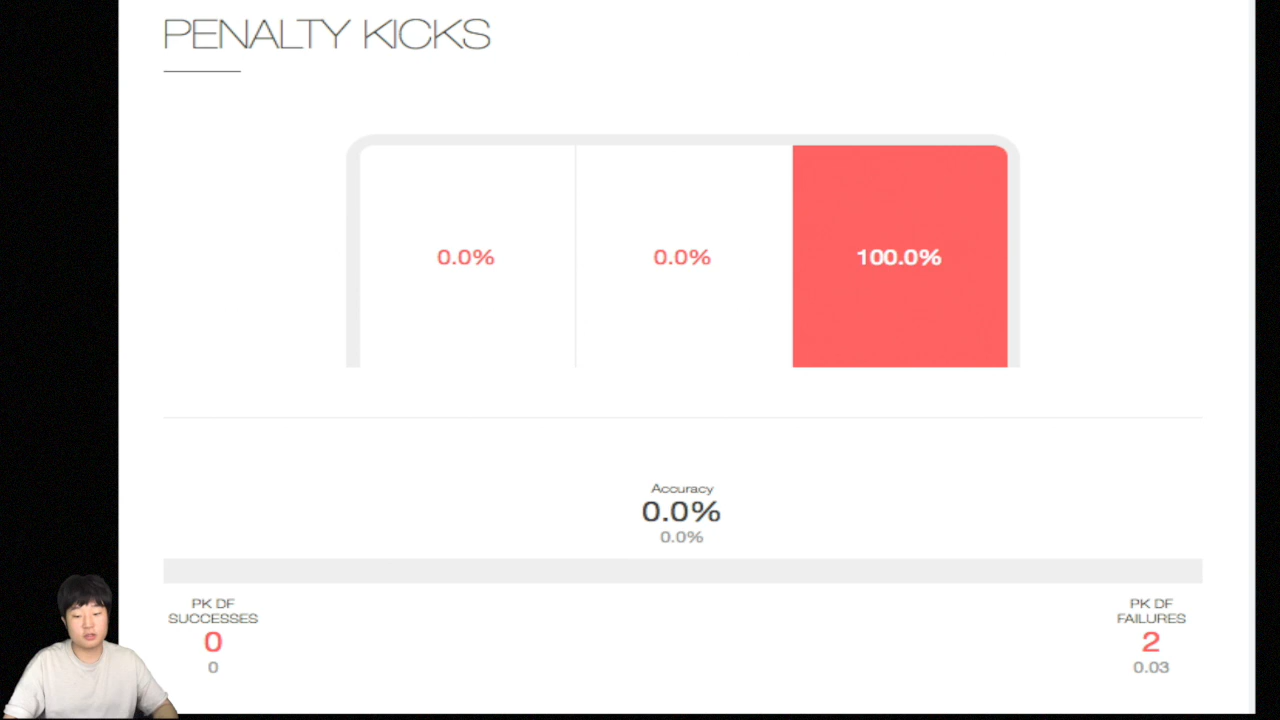 PENALTY KICKS
0.0%
0.0%
100.0%
Accuracy
0.0%
0.0%
PK DF
SUCCESSES
0
0
PK DF
FAILURES
2
0.03